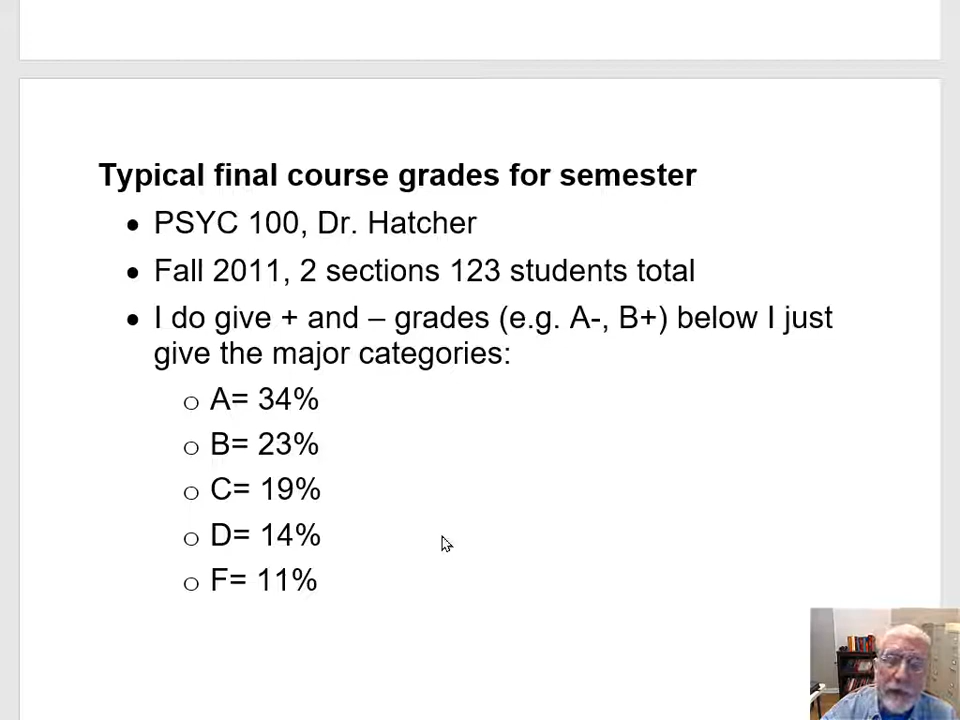 Typical final course grades for semester
• PSYC 100, Dr. Hatcher
• Fall 2011, 2 sections 123 students total
• I do give + and – grades (e.g. A-, B+) below I just
give the major categories:
o A= 34%
o B= 23%
o C= 19%
o D= 14%
o F= 11%